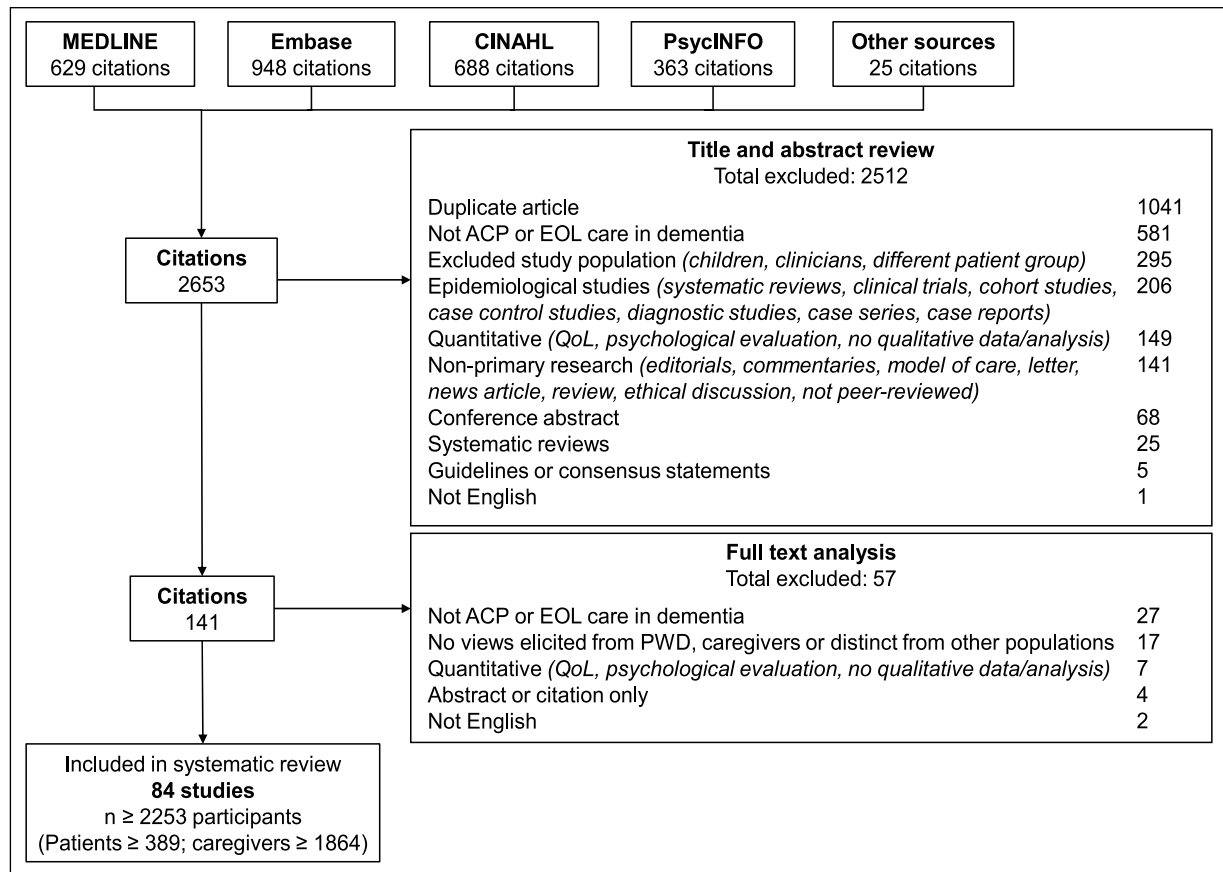 MEDLINE
629 citations
Embase
948 citations
CINAHL
688 citations
PsycINFO
363 citations
Other sources
25 citations
Title and abstract review
Total excluded: 2512
Duplicate article 1041
Not ACP or EOL care in dementia 581
Excluded study population (children, clinicians, different patient group) 295
Epidemiological studies (systematic reviews, clinical trials, cohort studies, 206
case control studies, diagnostic studies, case series, case reports)
Quantitative (QoL, psychological evaluation, no qualitative data/analysis) 149
Non-primary research (editorials, commentaries, model of care, letter, 141
news article, review, ethical discussion, not peer-reviewed)
Conference abstract 68
Systematic reviews 25
Guidelines or consensus statements 5
Not English 1
Citations
2653
Full text analysis
Total excluded: 57
Not ACP or EOL care in dementia 27
No views elicited from PWD, caregivers or distinct from other populations 17
Quantitative (QoL, psychological evaluation, no qualitative data/analysis) 7
Abstract or citation only 4
Not English 2
Citations
141
Included in systematic review
84 studies
n ≥ 2253 participants
(Patients ≥ 389; caregivers ≥ 1864)